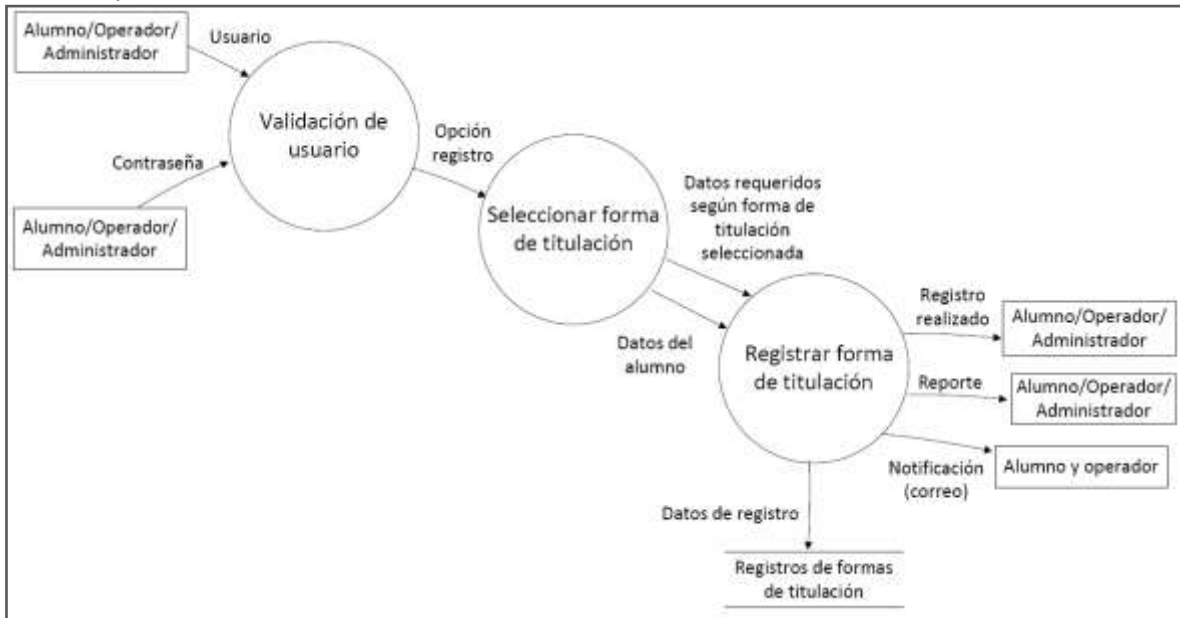 Alumno/Operador/
Administrador
Usuario
Validación de
usuario
Contraseña
Alumno/Operador/
Administrador
Opción
registro
Seleccionar forma
de titulación
Datos requeridos
según forma de
titulación
seleccionada
Datos del
alumno
Registrar forma
de titulación
Registro
realizado
Alumno/Operador/
Administrador
Reporte
Alumno/Operador/
Administrador
Notificación
(correo)
Alumno y operador
Datos de registro
Registros de formas
de titulación